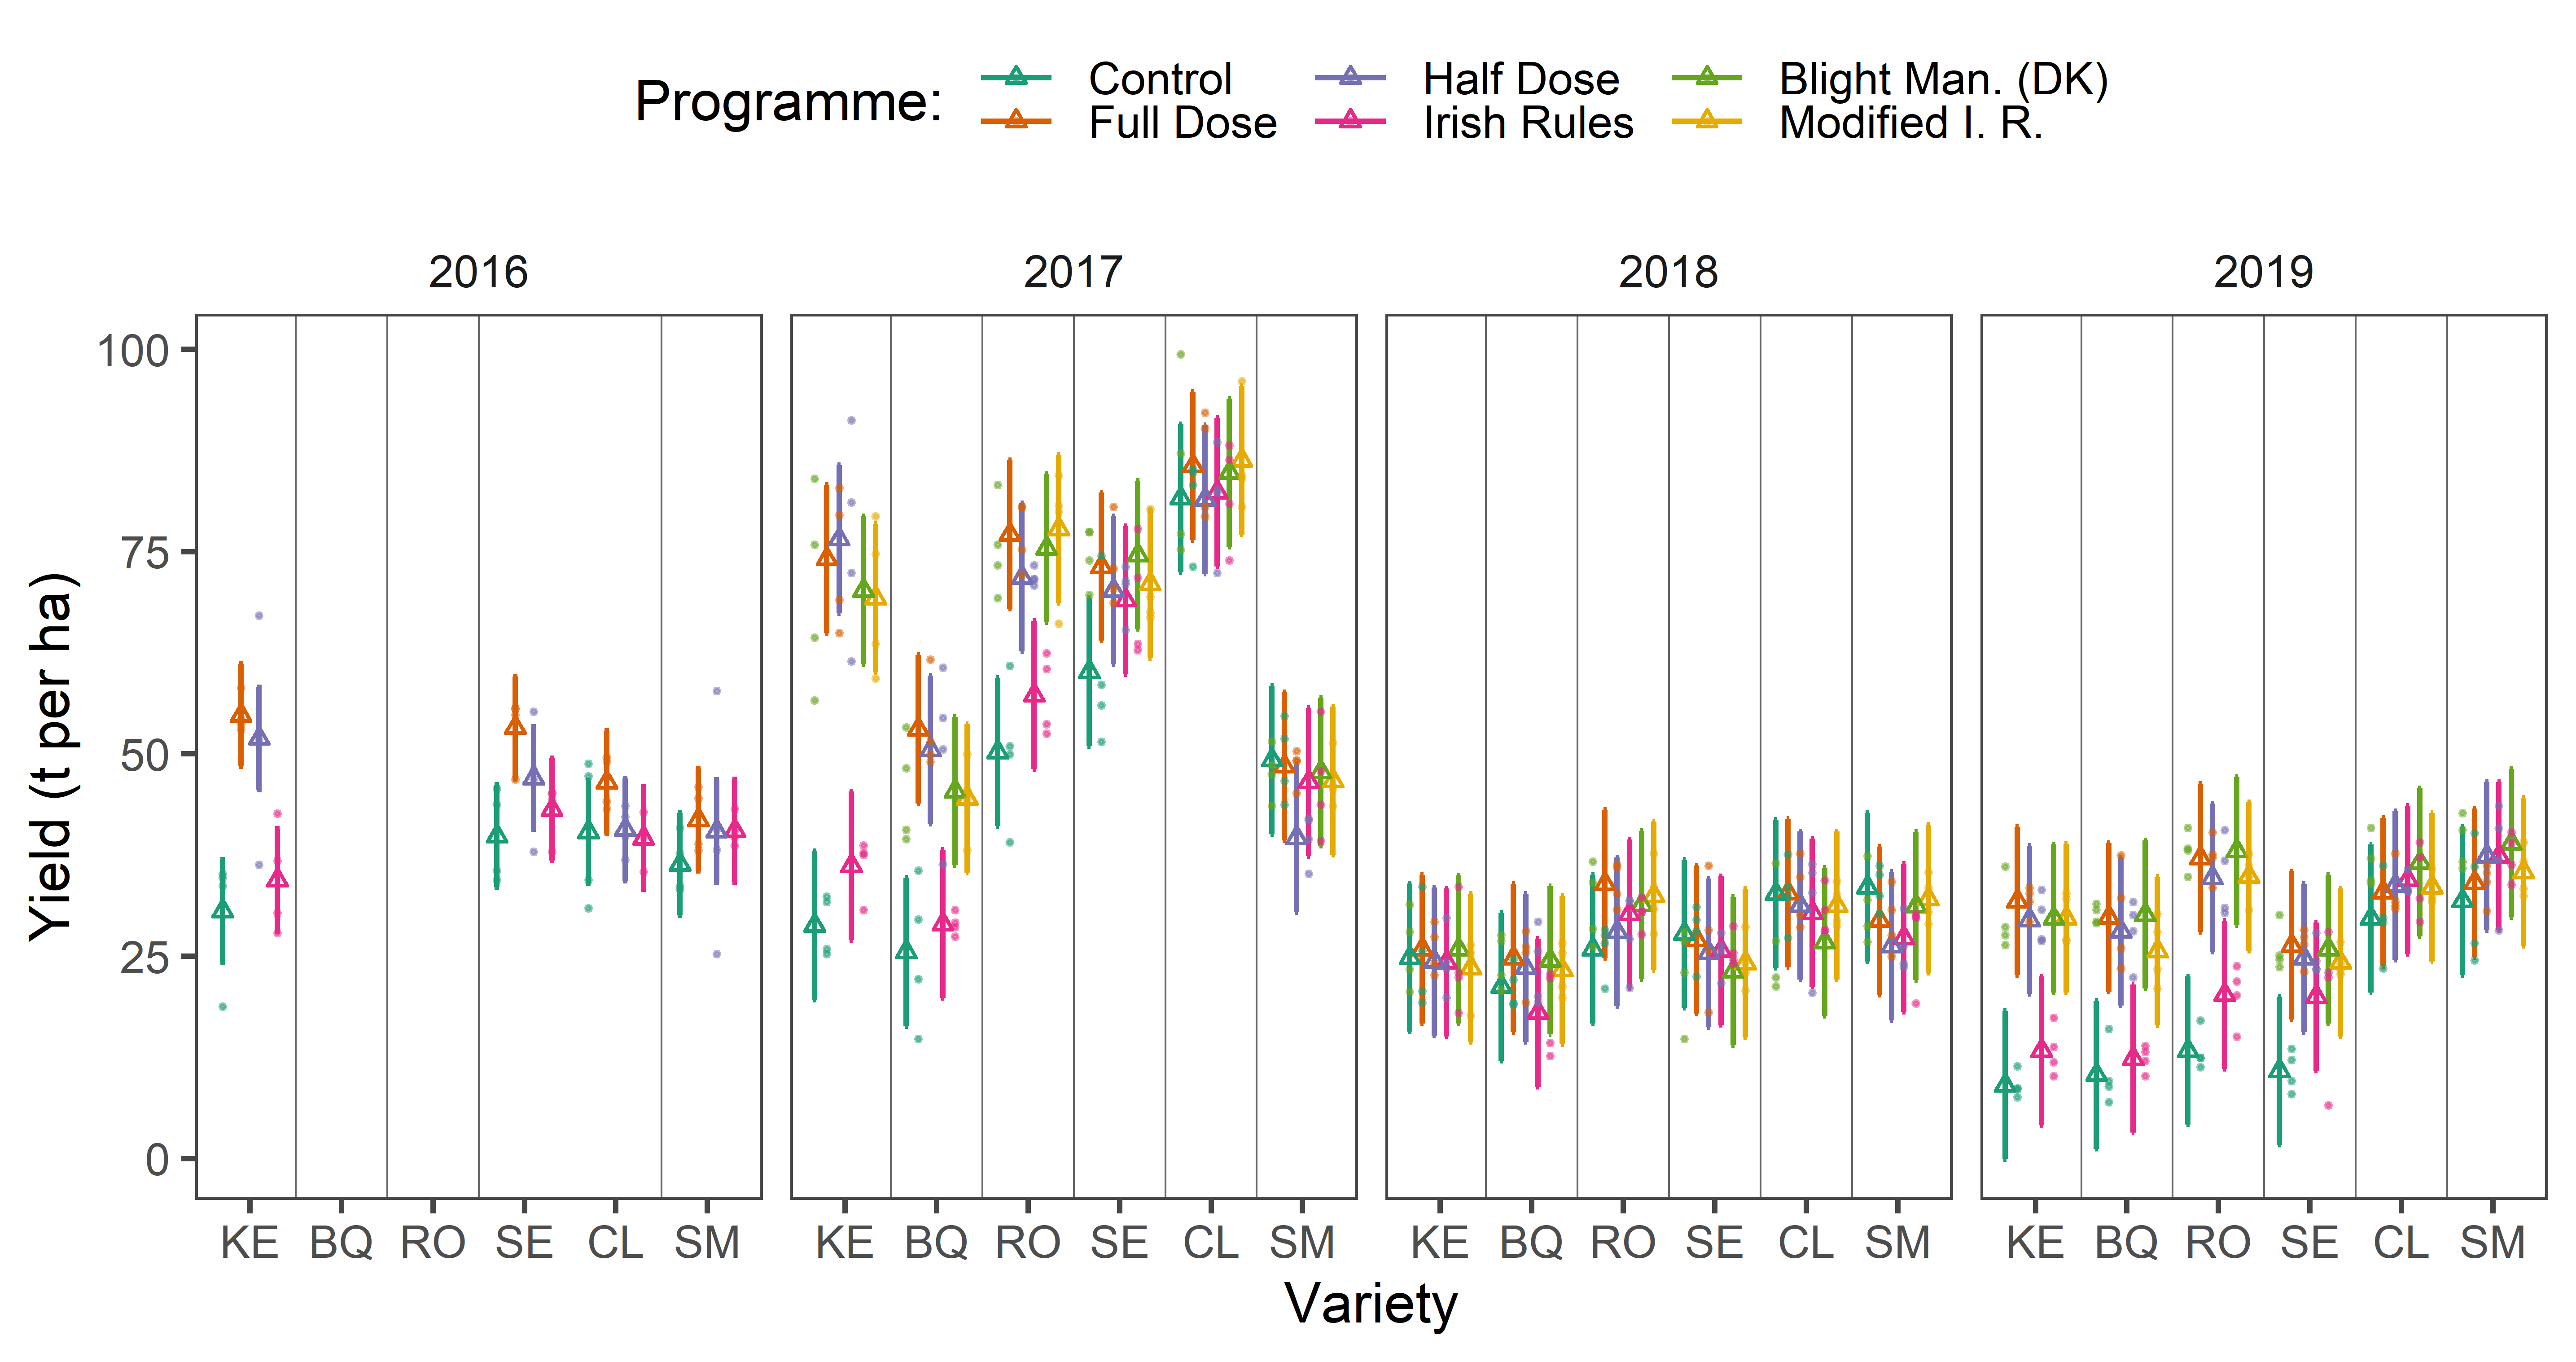 Programme:
Control
Half Dose
Blight Man. (DK)
Full Dose
Irish Rules
Modified I. R.
2016
2017
2018
2019
Yield (t per ha)
100
75
50
25
0
KE BQ RO SE CL SM
KE BQ RO SE CL SM
KE BQ RO SE CL SM
KE BQ RO SE CL SM
Variety